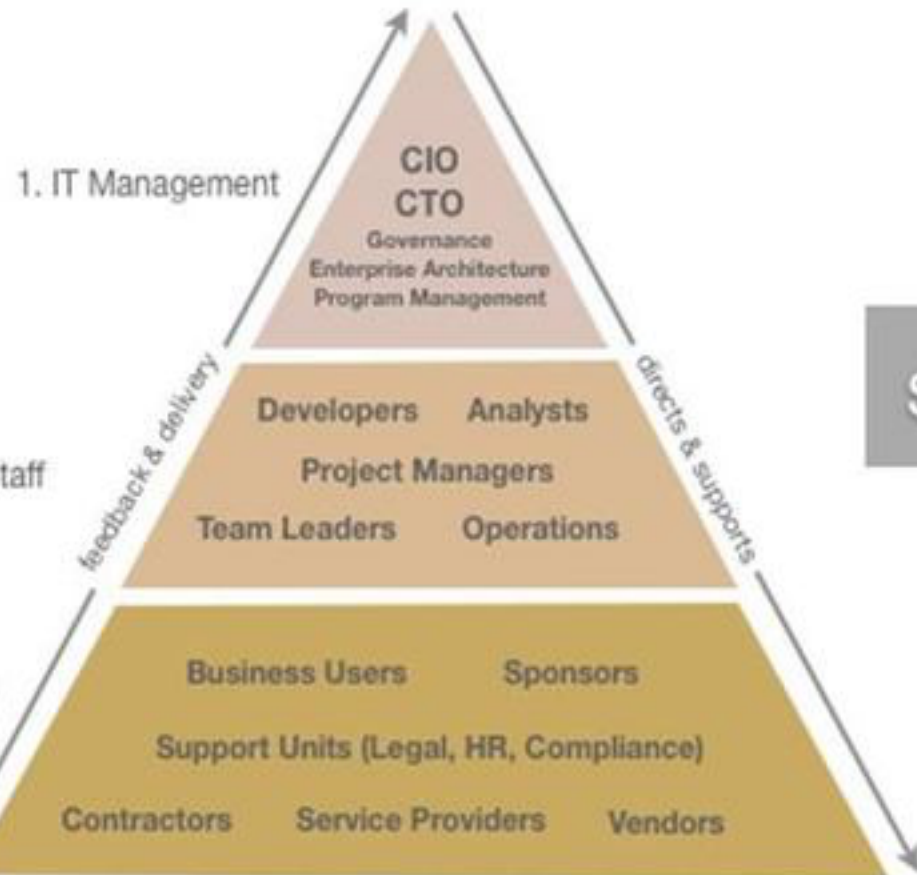 1. IT Management
CIO
CTO
Governance
Enterprise Architecture
Program Management
feedback & delivery
directs & supports
Developers Analysts
taff
Project Managers
Team Leaders Operations
Business Users Sponsors
Support Units (Legal, HR, Compliance)
Contractors Service Providers Vendors